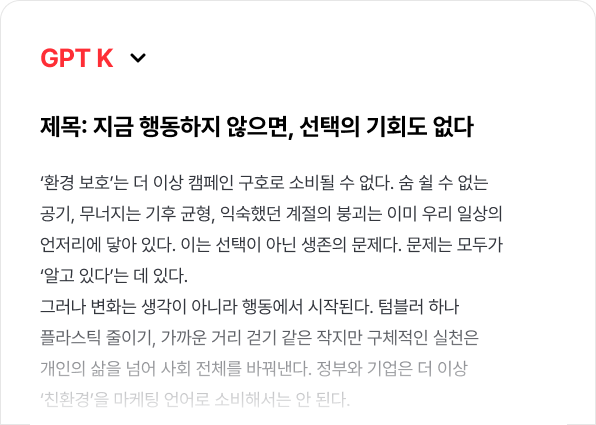 GPT K
제목: 지금 행동하지 않으면, 선택의 기회도 없다
‘환경 보호’는 더 이상 캠페인 구호로 소비될 수 없다. 숨 쉴 수 없는
공기, 무너지는 기후 균형, 익숙했던 계절의 붕괴는 이미 우리 일상의
언저리에 닿아 있다. 이는 선택이 아닌 생존의 문제다. 문제는 모두가
‘알고 있다’는 데 있다.
그러나 변화는 생각이 아니라 행동에서 시작된다. 텀블러 하나
플라스틱 줄이기, 가까운 거리 걷기 같은 작지만 구체적인 실천은
개인의 삶을 넘어 사회 전체를 바꿔낸다. 정부와 기업은 더 이상
‘친환경’을 마케팅 언어로 소비해서는 안 된다.